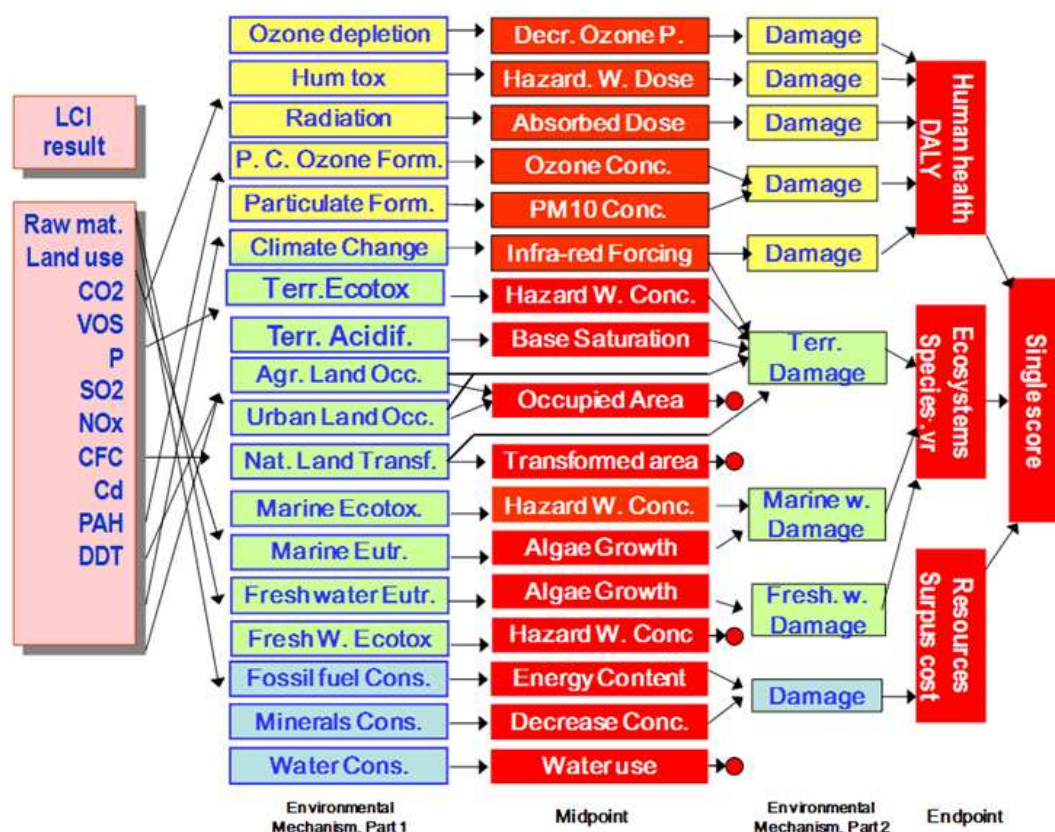 LCI
result
Raw mat.
Land use
CO2
VOS
P
SO2
NOx
CFC
Cd
PAH
DDT
Ozone depletion
Hum tox
Radiation
P. C. Ozone Form.
Particulate Form.
Climate Change
Terr.Ecotox
Terr. Acidif.
Agr. Land Occ.
Urban Land Occ.
Nat. Land Transf.
Marine Ecotox.
Marine Eutr.
Fresh water Eutr.
Fresh W. Ecotox
Fossil fuel Cons.
Minerals Cons.
Water Cons.
Environmental
Mechanism. Part 1
Decr. Ozone P.
Hazard. W. Dose
Absorbed Dose
Ozone Conc.
PM10 Conc.
Infra-red Forcing
Hazard W. Conc.
Base Saturation
Occupied Area
Transformed area
Hazard W. Conc.
Algae Growth
Algae Growth
Hazard W. Conc
Energy Content
Decrease Conc.
Water use
Midpoint
Damage
Damage
Damage
Damage
Damage
Terr.
Damage
Marine w.
Damage
Fresh. w.
Damage
Damage
Environmental
Mechanism. Part 2
Human health
DALY
Ecosystems
Species.yr
Resources
Surpus cost
Endpoint
Single score